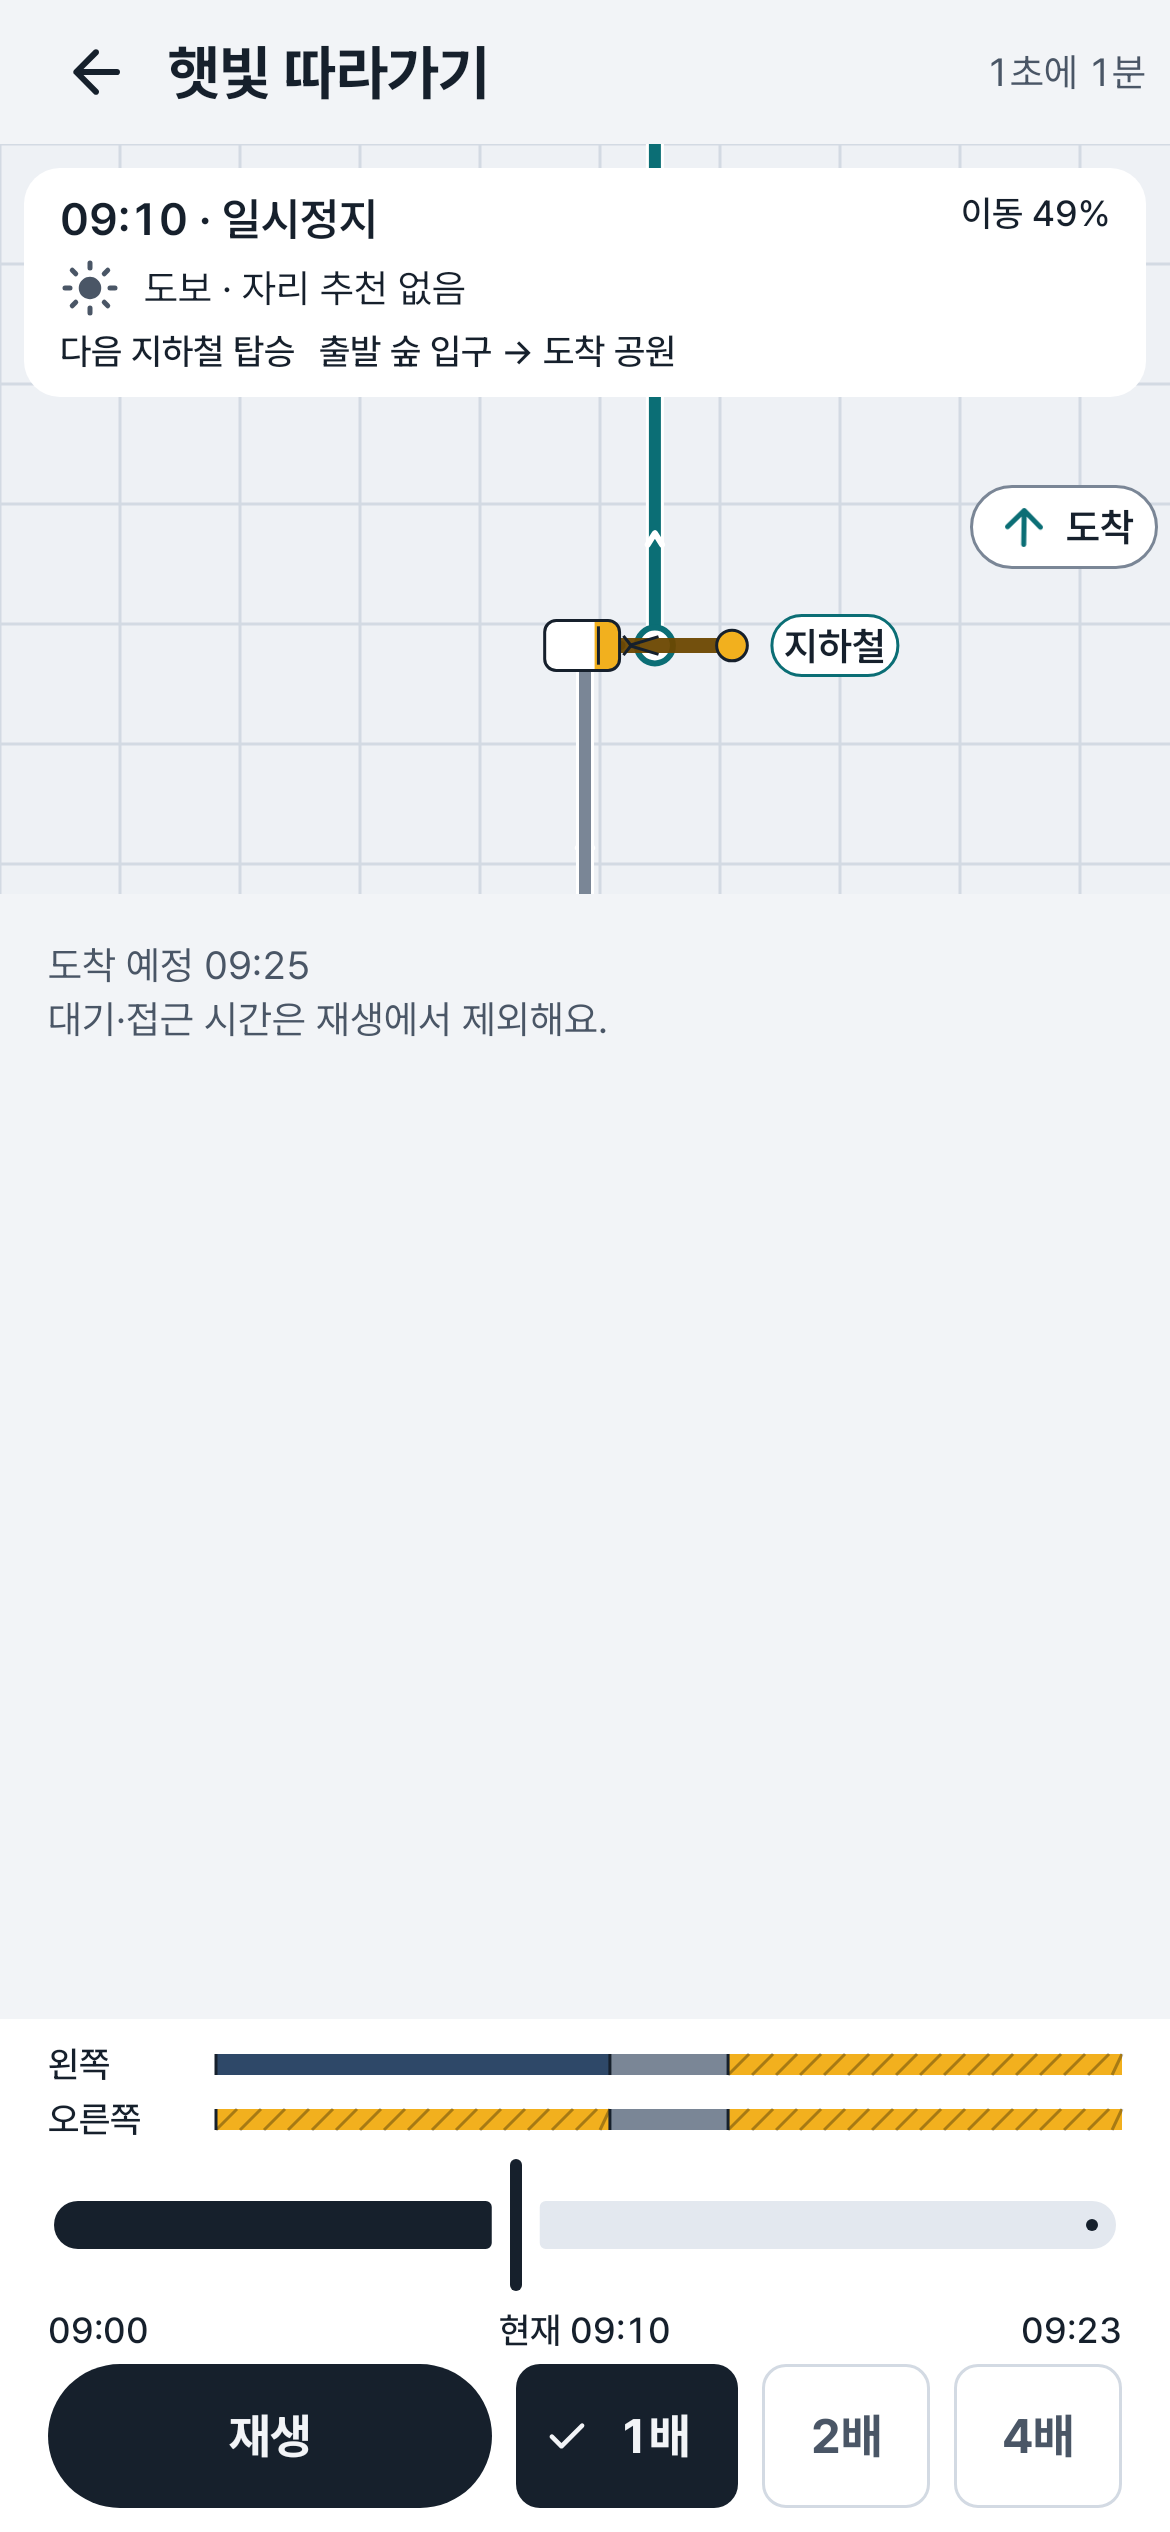 햇빛 따라가기
1초에 1분
09:10 · 일시정지
이동 49%
도보 · 자리 추천 없음
다음 지하철 탑승 출발 숲 입구 → 도착 공원
도착
지하철
도착 예정 09:25
대기·접근 시간은 재생에서 제외해요.
왼쪽
오른쪽
09:00
현재 09:10
09:23
재생
1배
2배
4배